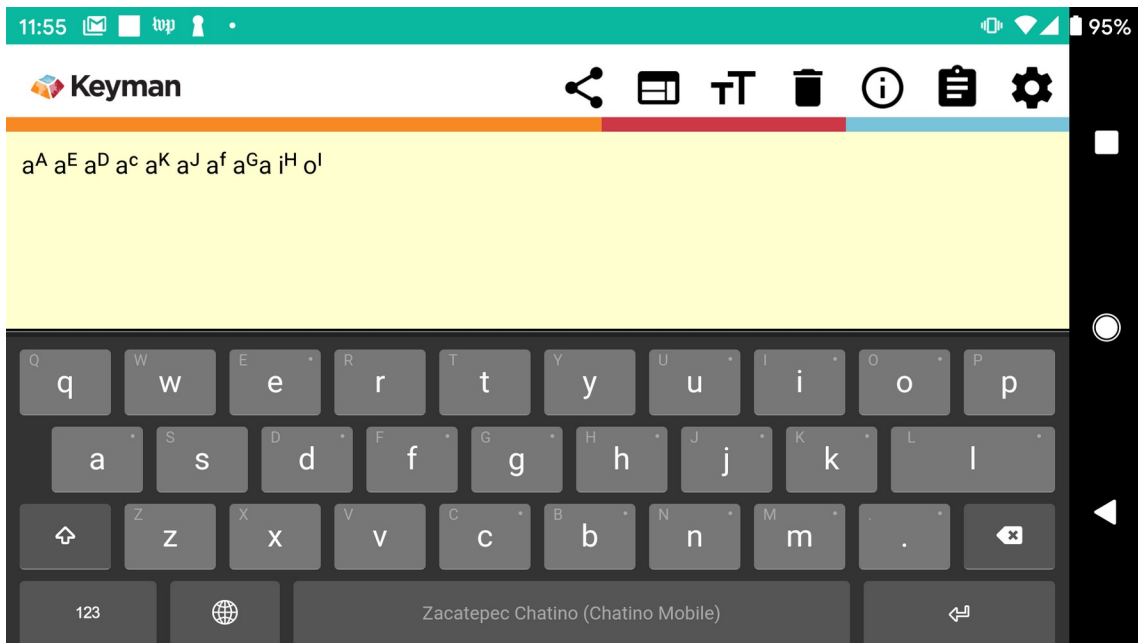 11:55 wp 95%
Keyman
aᴬ aᴱ aᴰ aᶜ aᴷ aᴶ aᶠ aᴳa iᴴ oᴵ
Q W E R T Y U I O P
q w e r t y u i o p
S D F G H J K L
a s d f g h j k l
Z X V C B N M .
z x v c b n m .
123 Zacatepec Chatino (Chatino Mobile)